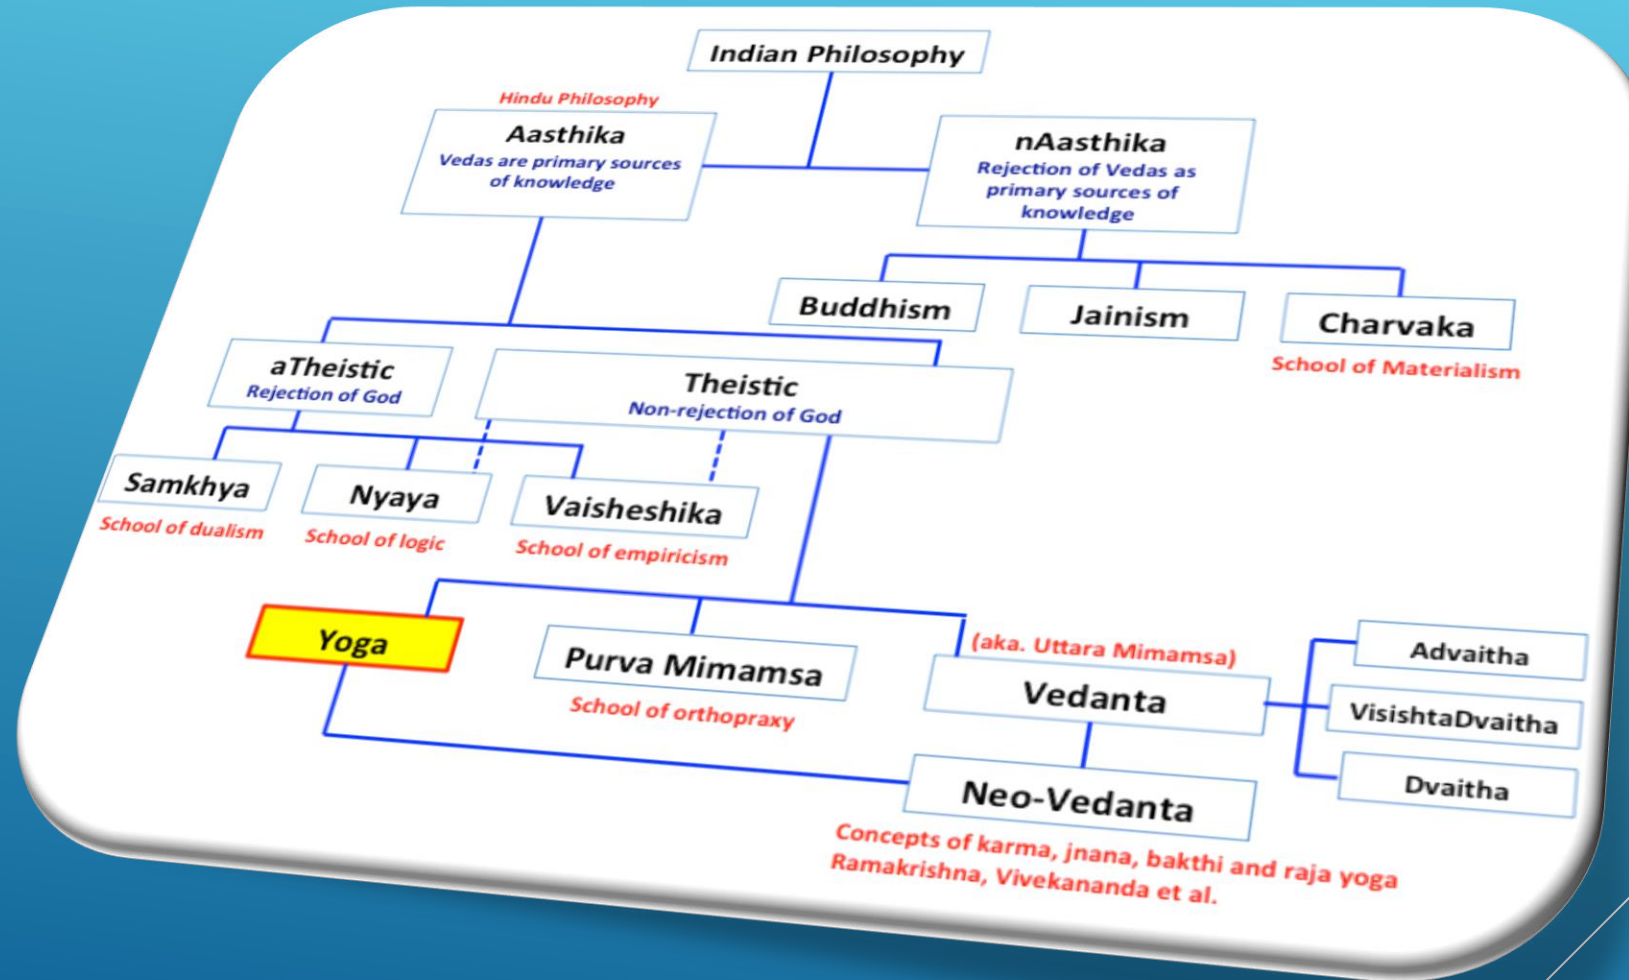 Indian Philosophy
Hindu Philosophy
Aasthika
Vedas are primary sources
of knowledge
nAasthika
Rejection of Vedas as
primary sources of
knowledge
Buddhism
Jainism
Charvaka
School of Materialism
aTheistic
Rejection of God
Theistic
Non-rejection of God
Samkhya
School of dualism
Nyaya
School of logic
Vaisheshika
School of empiricism
Yoga
Purva Mimamsa
School of orthopraxy
(aka. Uttara Mimamsa)
Vedanta
Advaitha
VisishtaDvaitha
Dvaitha
Neo-Vedanta
Concepts of karma, jnana, bakthi and raja yoga
Ramakrishna, Vivekananda et al.